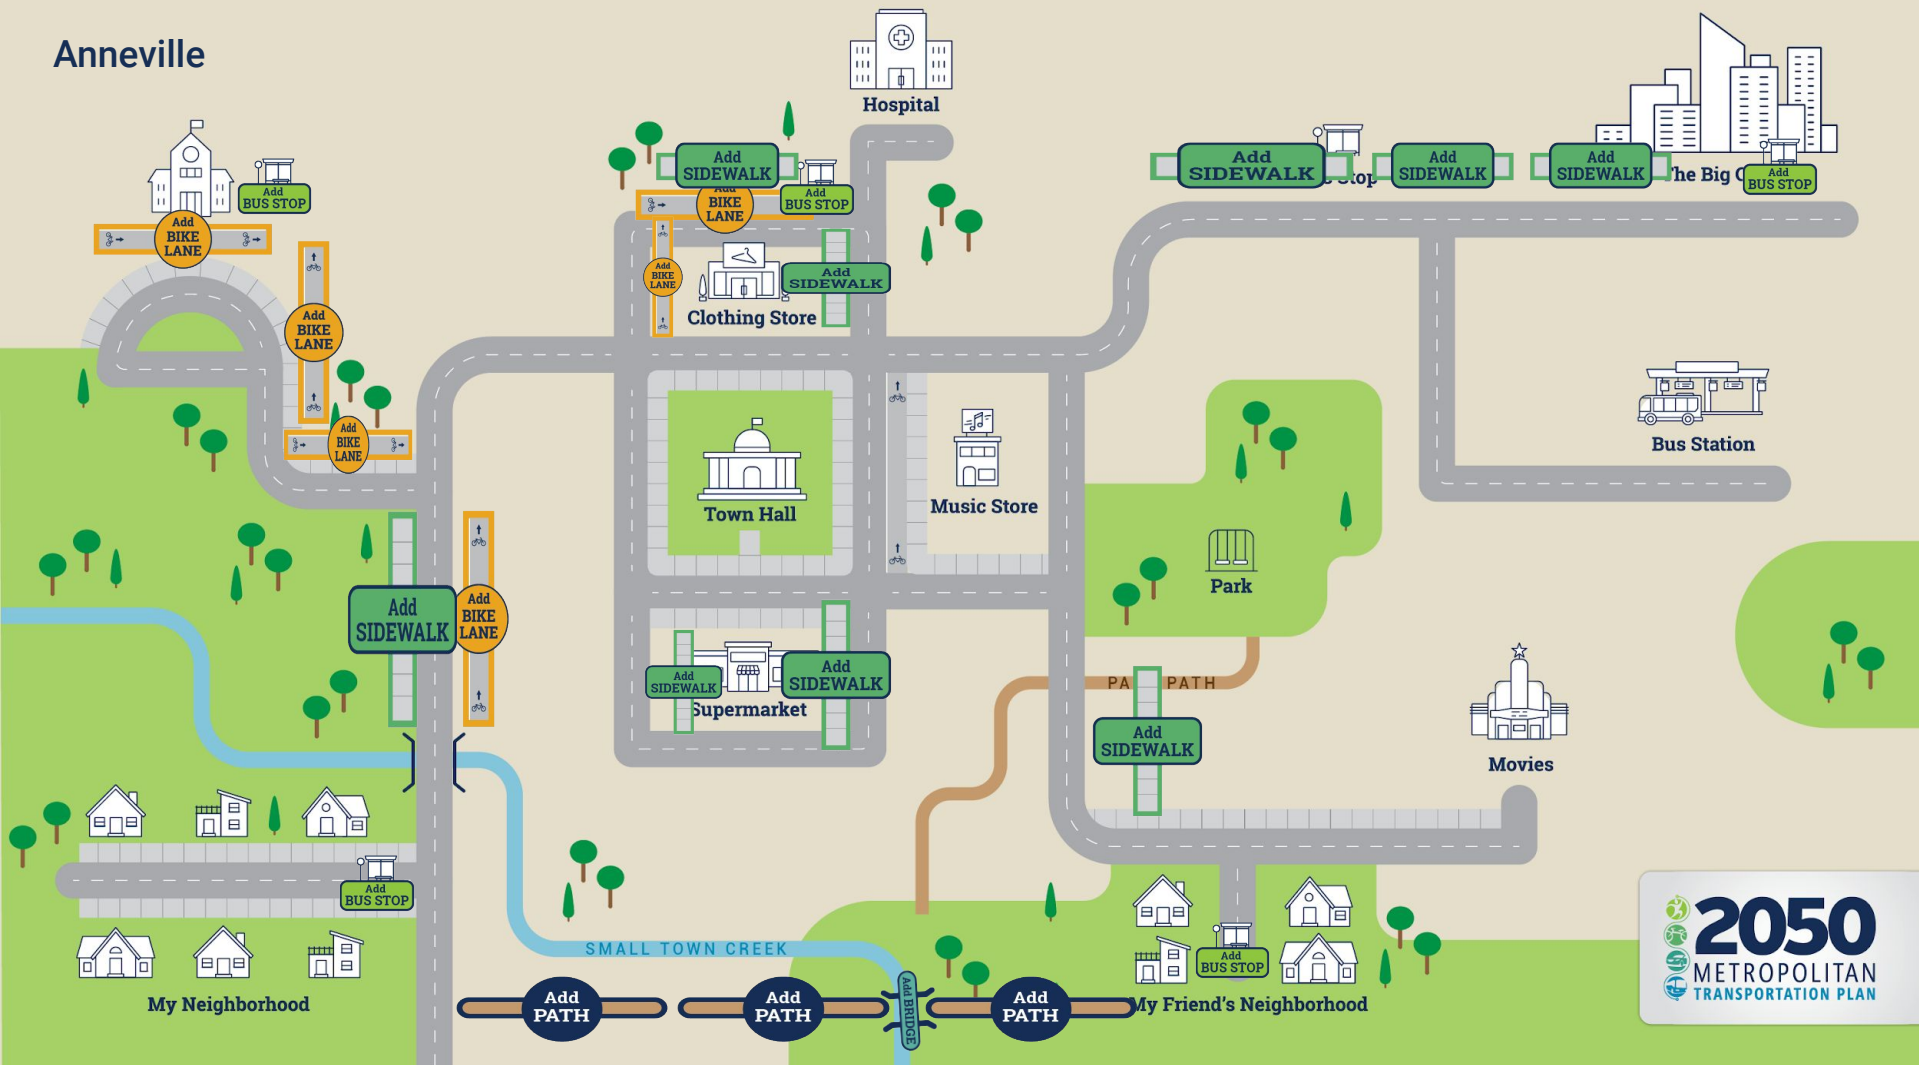 Anneville
Hospital
Add
SIDEWALK
Add
BIKE
LANE
Add
BUS STOP
Add
BUS STOP
Add
BIKE
LANE
Add
BIKE
LANE
Add
BIKE
LANE
Add
BIKE
LANE
Add
SIDEWALK
Clothing Store
Add
SIDEWALK
Stop
Add
SIDEWALK
Add
SIDEWALK
The Big
Add
BUS STOP
Bus Station
Town Hall
Music Store
Park
Add
SIDEWALK
Add
BIKE
LANE
Add
SIDEWALK
Add
SIDEWALK
Supermarket
PA PATH
Add
SIDEWALK
Movies
Add
BUS STOP
My Neighborhood
SMALL TOWN CREEK
Add
PATH
Add
PATH
Add BRIDGE
Add
PATH
Add
BUS STOP
My Friend's Neighborhood
2050
METROPOLITAN
TRANSPORTATION PLAN